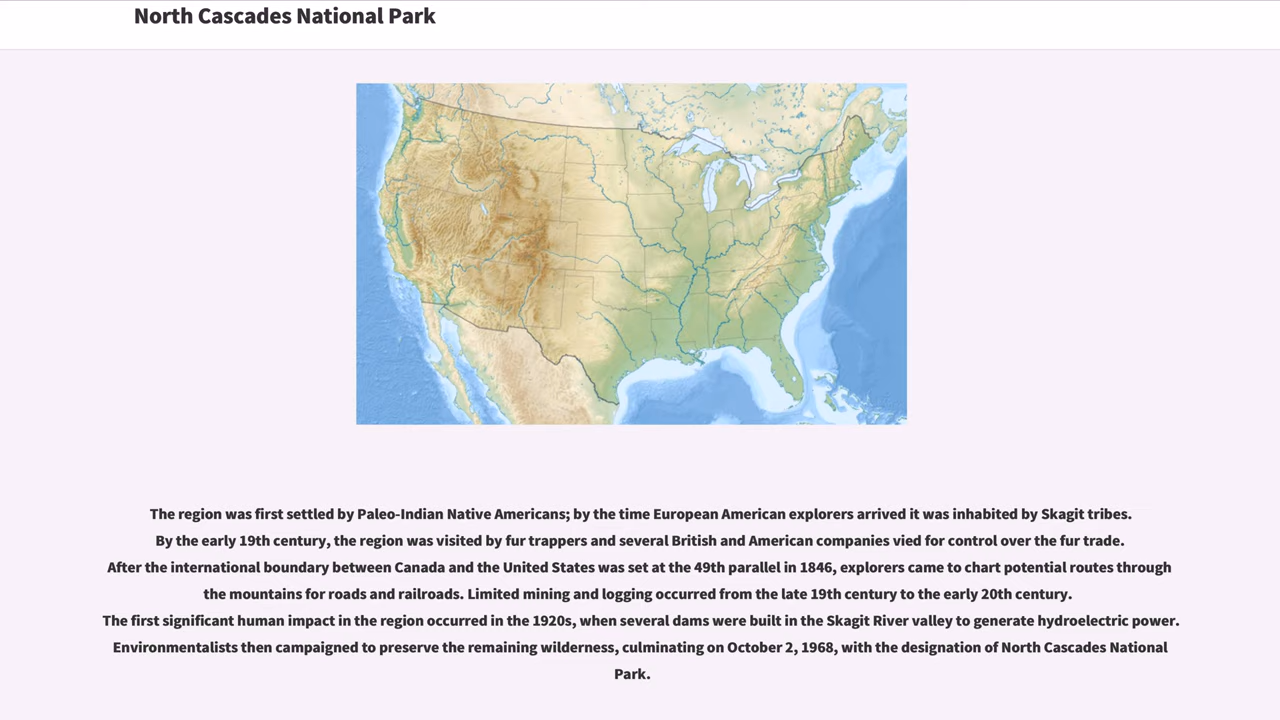 North Cascades National Park
The region was first settled by Paleo-Indian Native Americans; by the time European American explorers arrived it was inhabited by Skagit tribes.
By the early 19th century, the region was visited by fur trappers and several British and American companies vied for control over the fur trade.
After the international boundary between Canada and the United States was set at the 49th parallel in 1846, explorers came to chart potential routes through
the mountains for roads and railroads. Limited mining and logging occurred from the late 19th century to the early 20th century.
The first significant human impact in the region occurred in the 1920s, when several dams were built in the Skagit River valley to generate hydroelectric power.
Environmentalists then campaigned to preserve the remaining wilderness, culminating on October 2, 1968, with the designation of North Cascades National
Park.